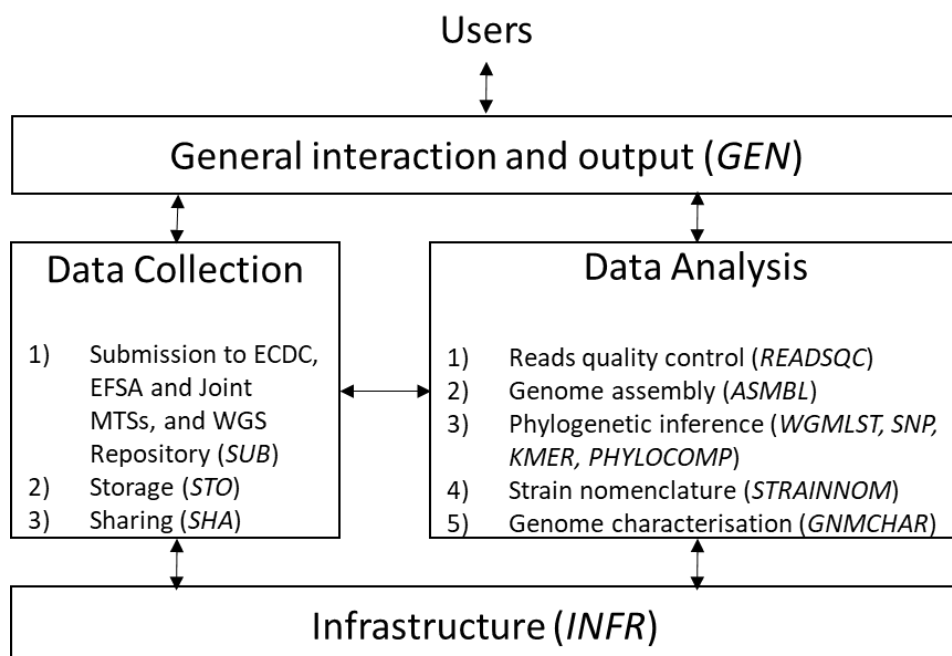 Users
General interaction and output (GEN)
Data Collection
1) Submission to ECDC,
EFSA and Joint
MTSs, and WGS
Repository (SUB)
2) Storage (STO)
3) Sharing (SHA)
Data Analysis
1) Reads quality control (READSQC)
2) Genome assembly (ASMBL)
3) Phylogenetic inference (WGMLST, SNP,
KMER, PHYLOCOMP)
4) Strain nomenclature (STRAINNOM)
5) Genome characterisation (GNMCHAR)
Infrastructure (INFR)